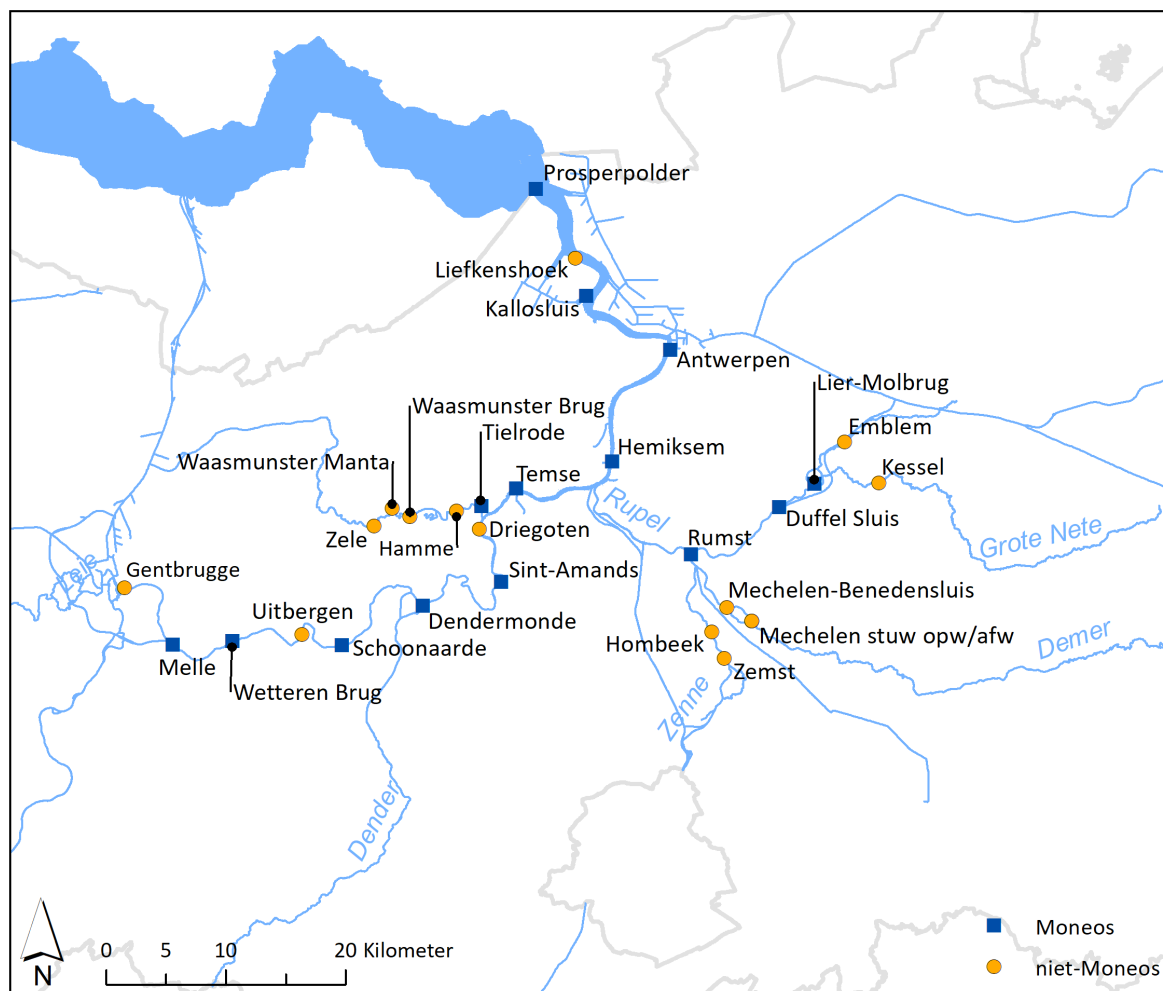 Prosperpolder
Liefkenshoek
Kallosluis
Antwerpen
Lier-Molbrug
Waasmunster Brug
Tielrode
Emblem
Hemiksem
Waasmunster Manta
Temse
Kessel
Rupel
Duffel Sluis
Driegoten
Zele
Hamme
Rumst
Grote Nete
Gentbrugge
Leie
Sint-Amands
Mechelen-Benedensluis
Uitbergen
Dendermonde
Mechelen stuw opw/afw
Hombeek
Demer
Schoonaarde
Melle
Zemst
Wetteren Brug
Zenne
Dender
Moneos
niet-Moneos
0 5 10 20 Kilometer
N